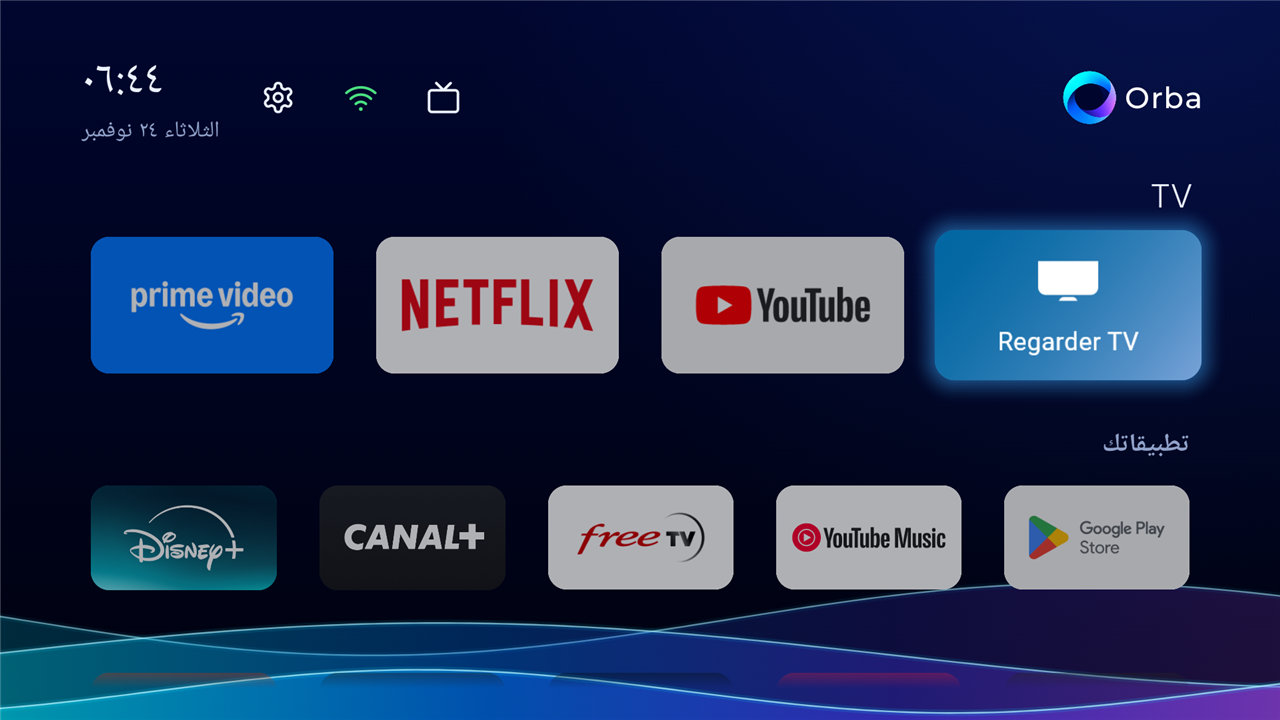 ٠٦:٤٤
الثلاثاء ٢٤ نوفمبر
Orba
TV
Regarder TV
YouTube
NETFLIX
prime video
تطبيقاتك
Google Play
Store
YouTube Music
free TV
CANAL+
Disney+